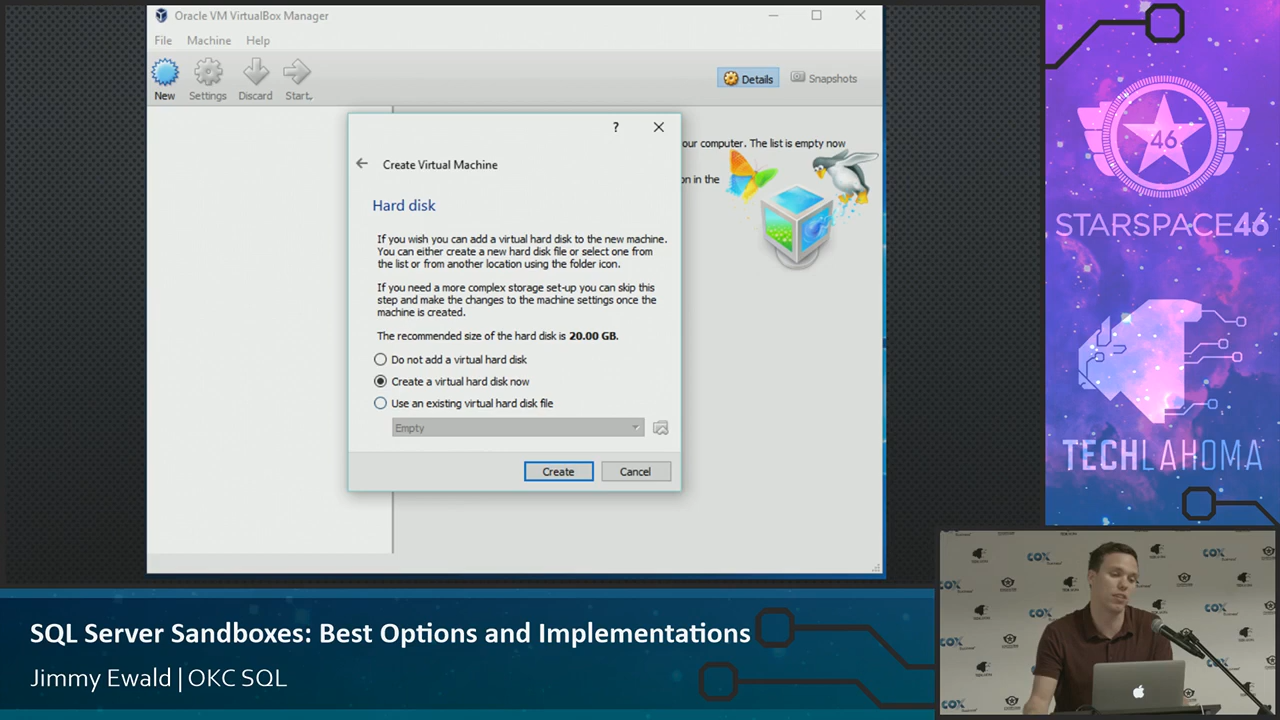 Oracle VM VirtualBox Manager
File Machine Help
New Settings Discard Start
Details Snapshots
our computer. The list is empty now
on in the
?
Create Virtual Machine
Hard disk
If you wish you can add a virtual hard disk to the new machine.
You can either create a new hard disk file or select one from
the list or from another location using the folder icon.
If you need a more complex storage set-up you can skip this
step and make the changes to the machine settings once the
machine is created.
The recommended size of the hard disk is 20.00 GB.
Do not add a virtual hard disk
Create a virtual hard disk now
Use an existing virtual hard disk file
Empty
Create Cancel
46
STARSPACE46
TECHLAHOMA
COX
COX
COX
COX
COX
SQL Server Sandboxes: Best Options and Implementations
Jimmy Ewald | OKC SQL